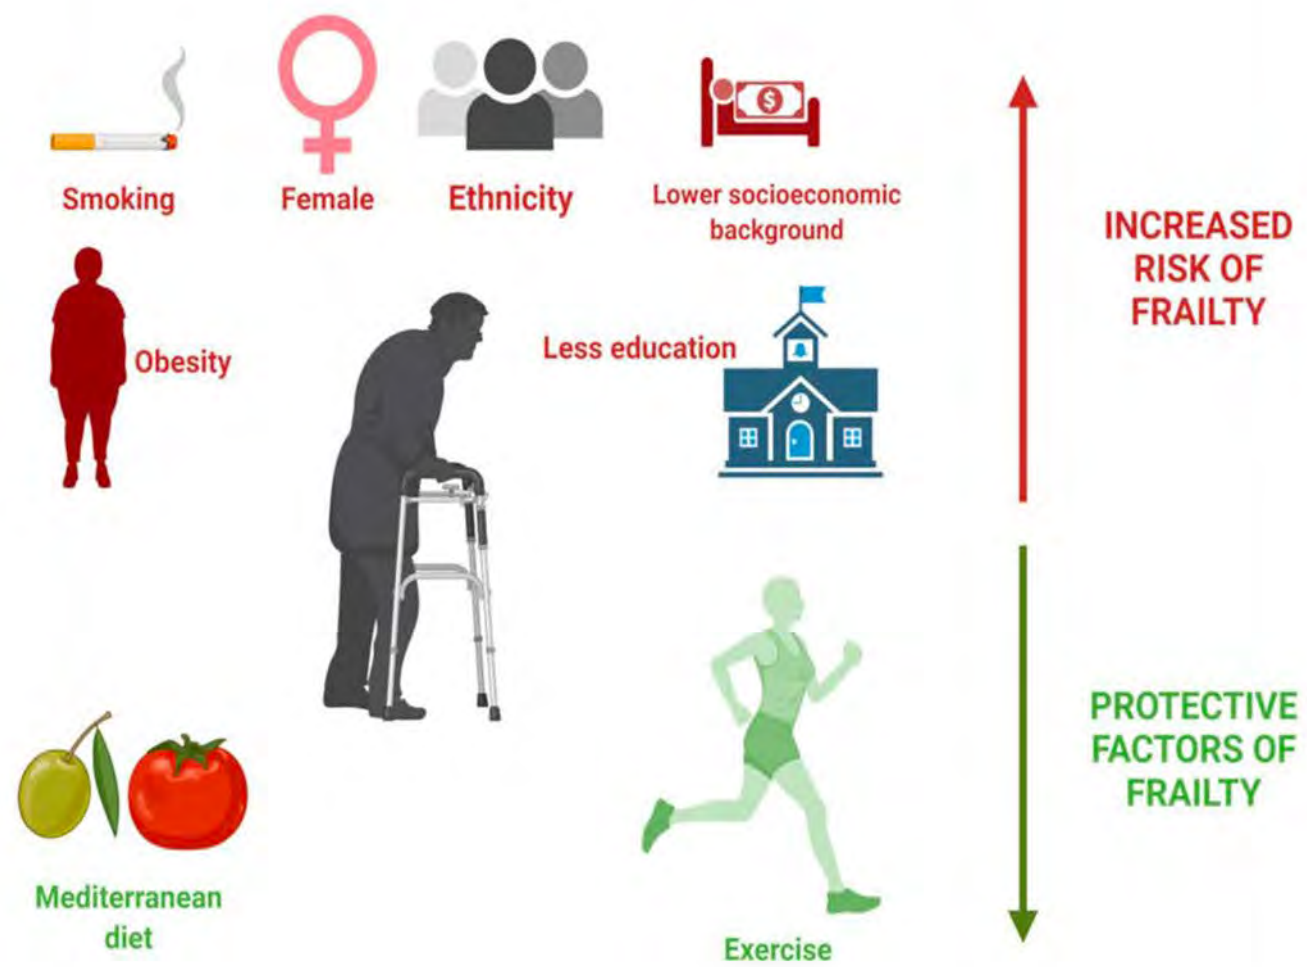 Smoking
Female
Ethnicity
Lower socioeconomic
background
INCREASED
RISK OF
FRAILTY
Obesity
Less education
$
PROTECTIVE
FACTORS OF
FRAILTY
Mediterranean
diet
Exercise